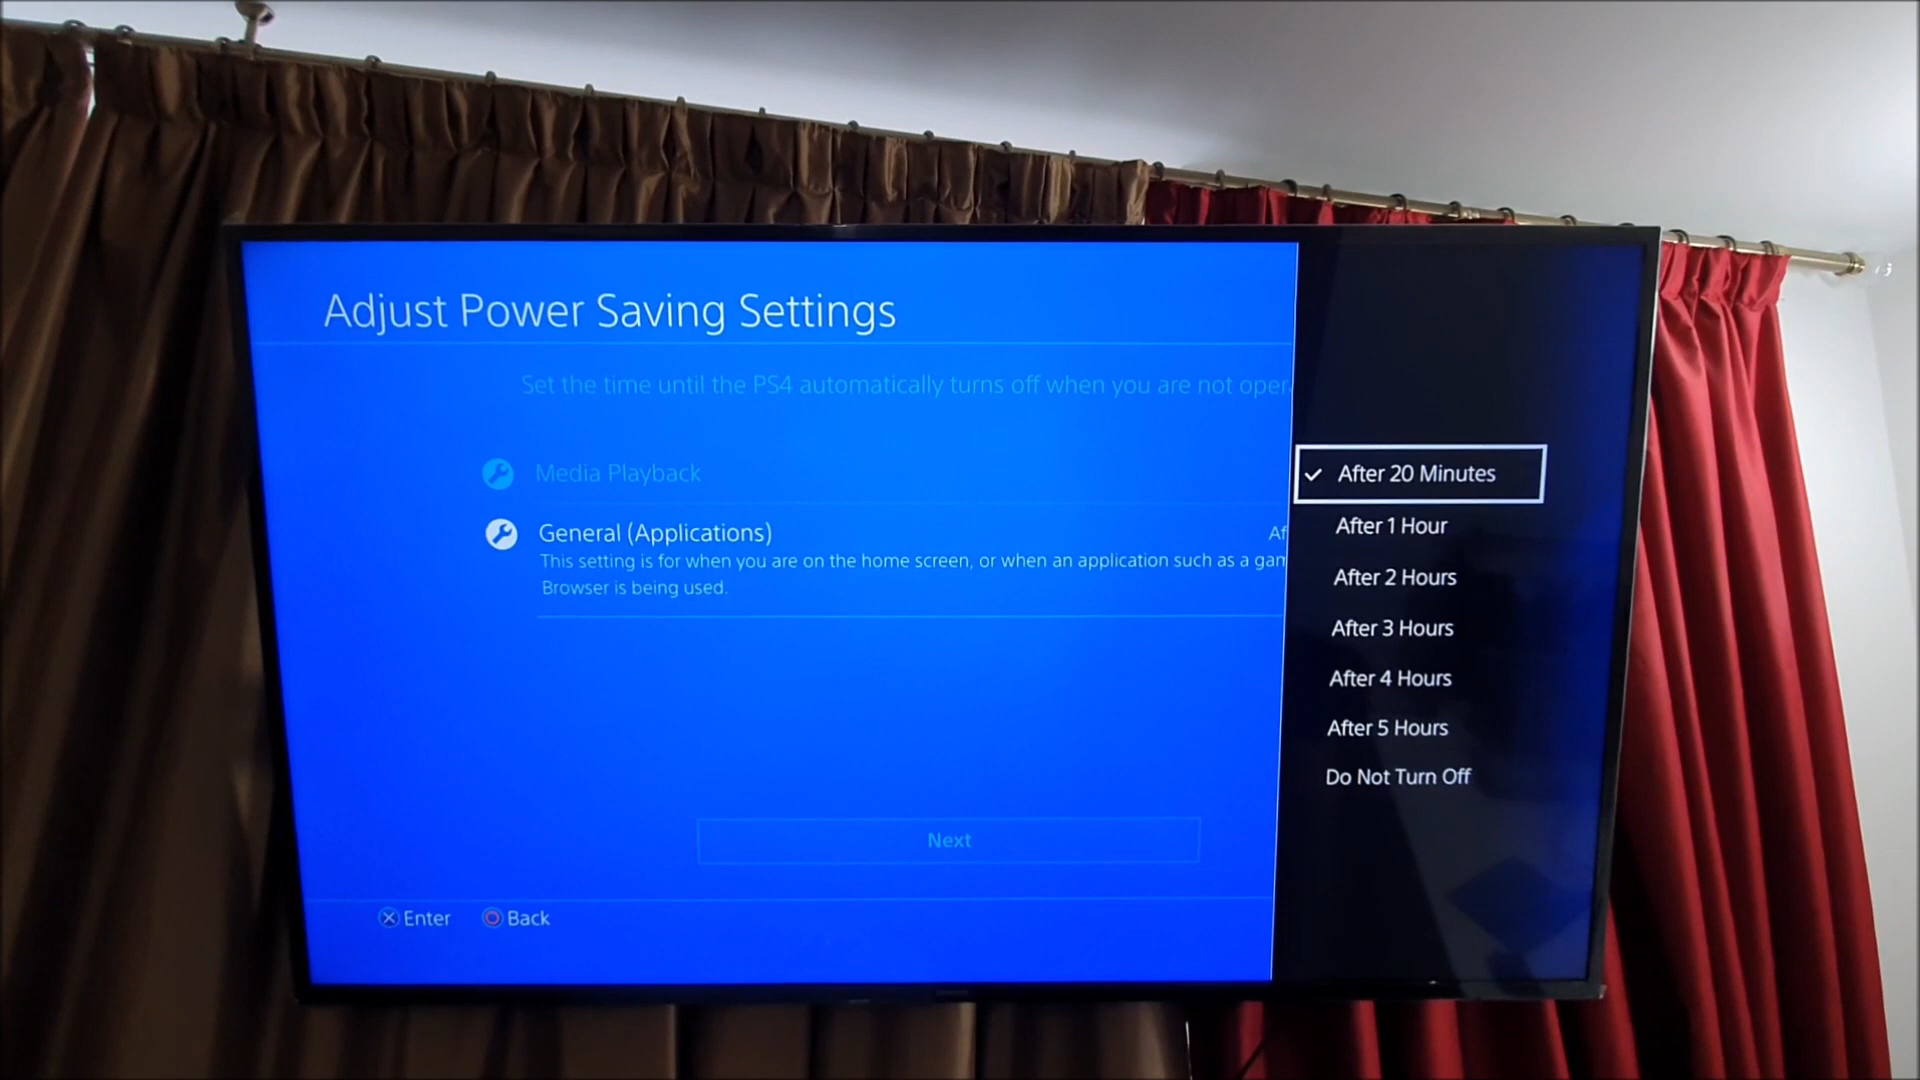 Adjust Power Saving Settings
Set the time until the PS4 automatically turns off when you are not
Media Playback
General (Applications)
This setting is for when you are on the home screen, or when an application such as a
Browser is being used.
After 20 Minutes
After 1 Hour
After 2 Hours
After 3 Hours
After 4 Hours
After 5 Hours
Do Not Turn Off
Next
Enter Back